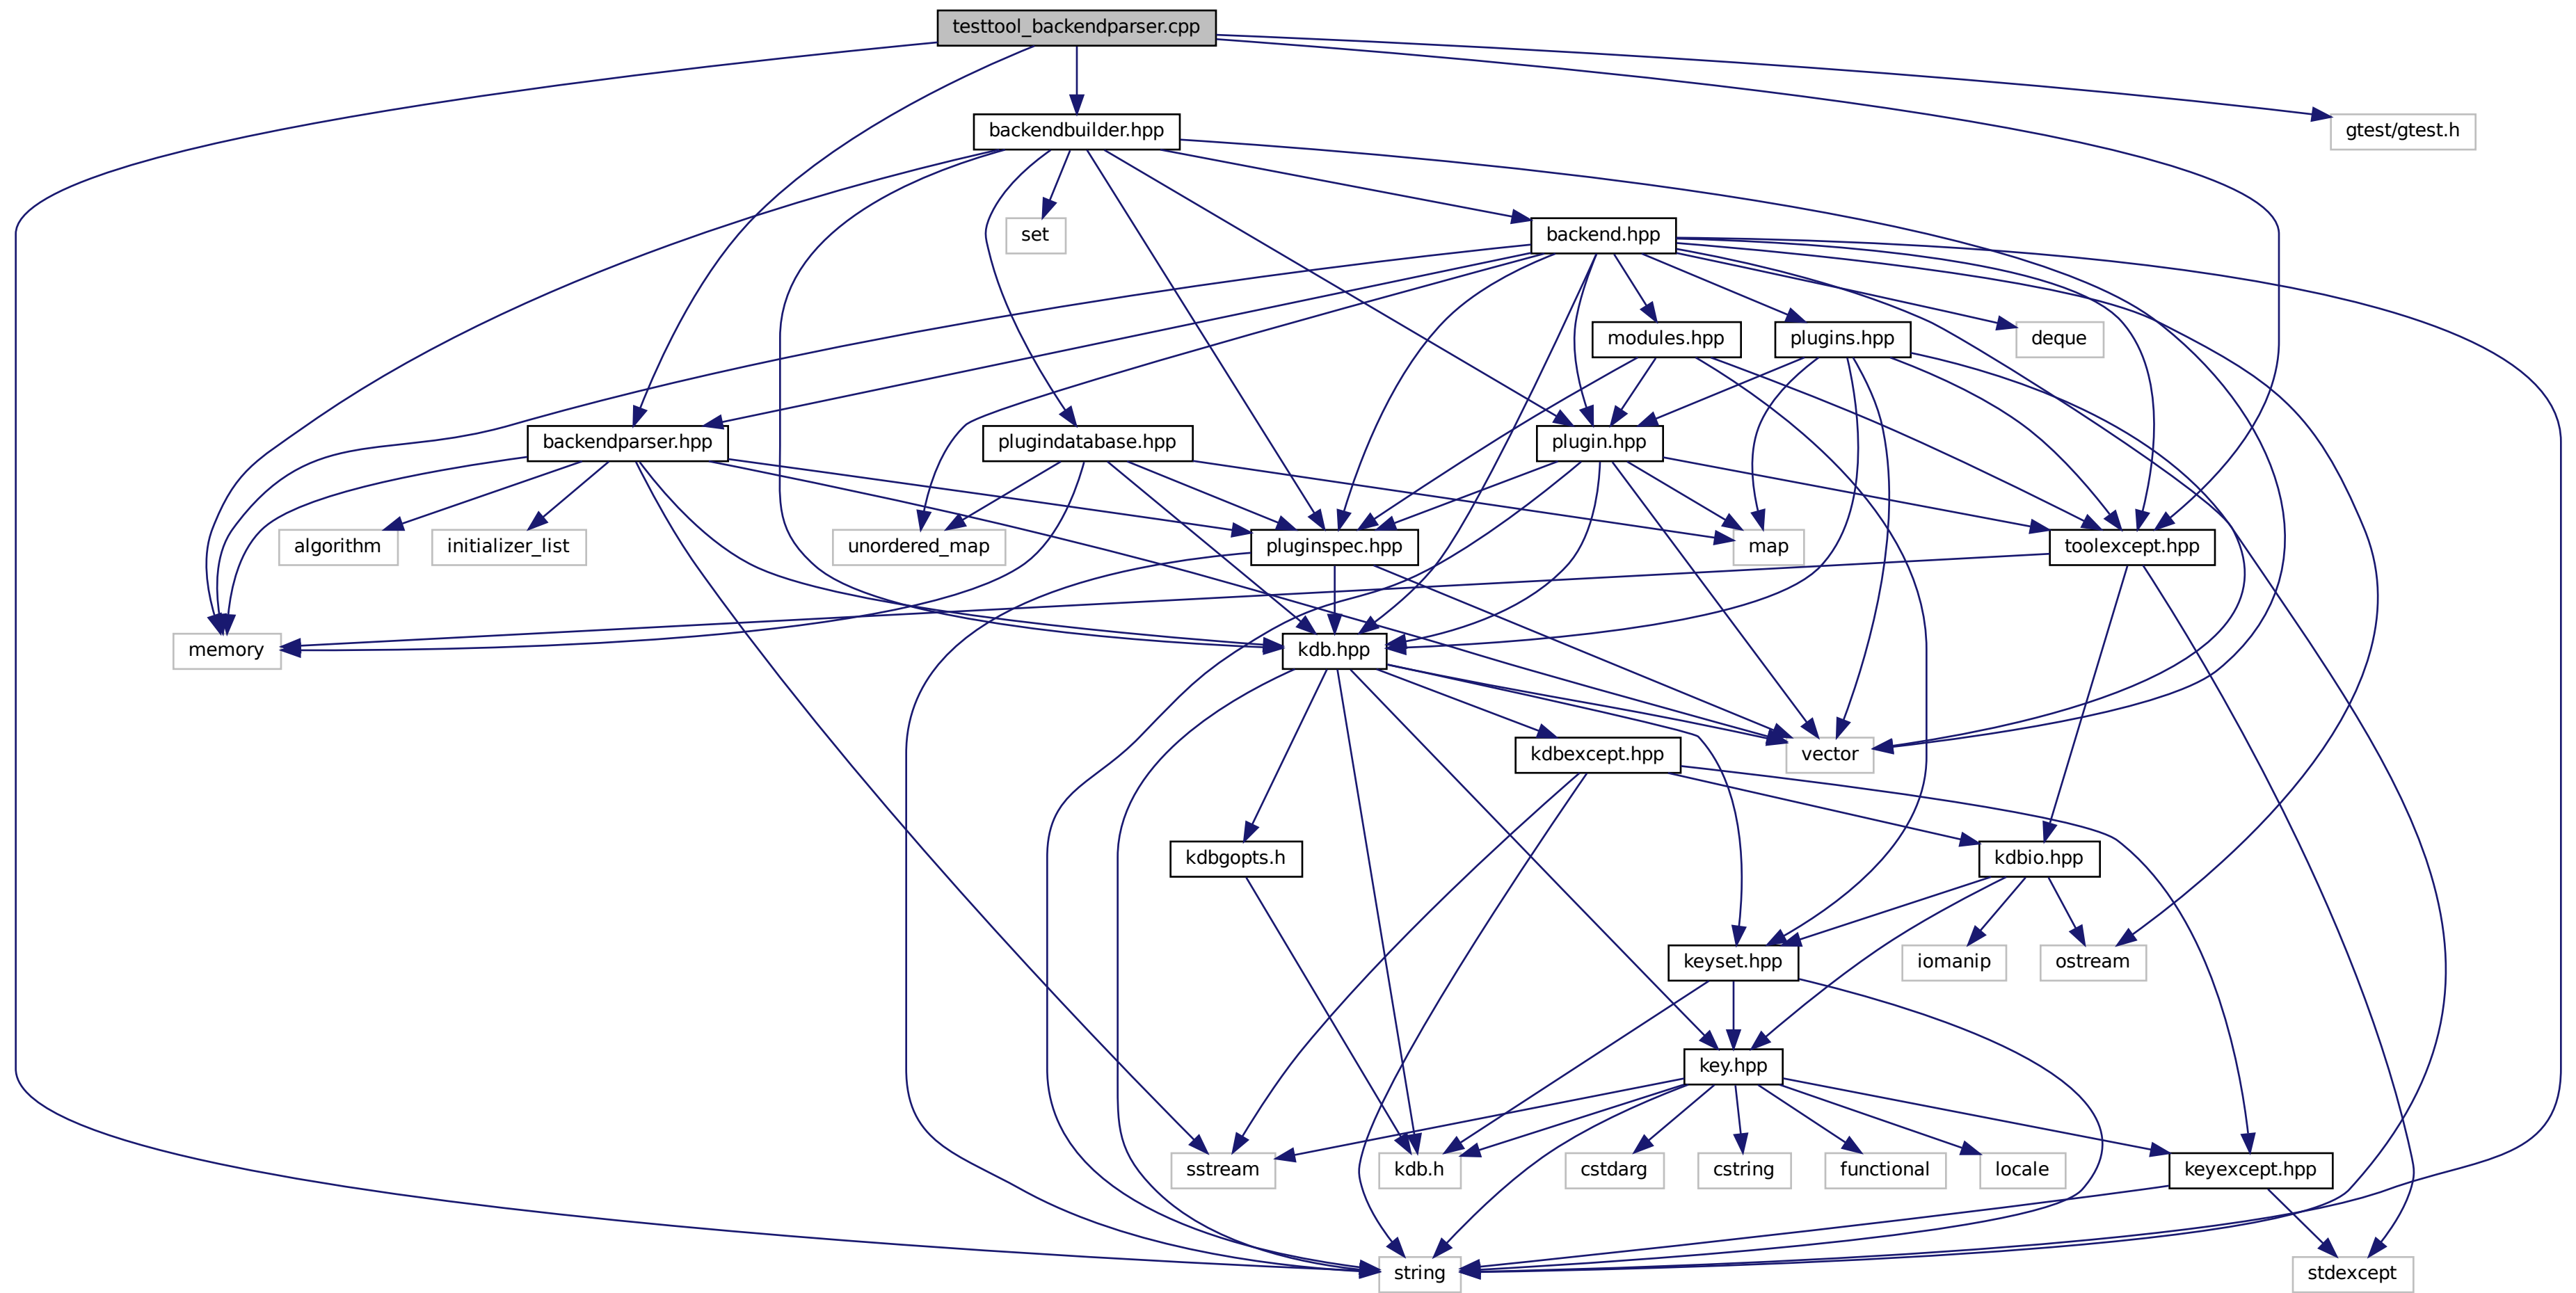 testtool_backendparser.cpp
backendbuilder.hpp
gtest/gtest.h
set
backend.hpp
modules.hpp
plugins.hpp
deque
backendparser.hpp
plugindatabase.hpp
plugin.hpp
algorithm
initializer_list
unordered_map
pluginspec.hpp
map
toolexcept.hpp
memory
kdb.hpp
kdbexcept.hpp
vector
kdbgopts.h
kdbio.hpp
keyset.hpp
iomanip
ostream
key.hpp
sstream
kdb.h
cstdarg
cstring
functional
locale
keyexcept.hpp
string
stdexcept